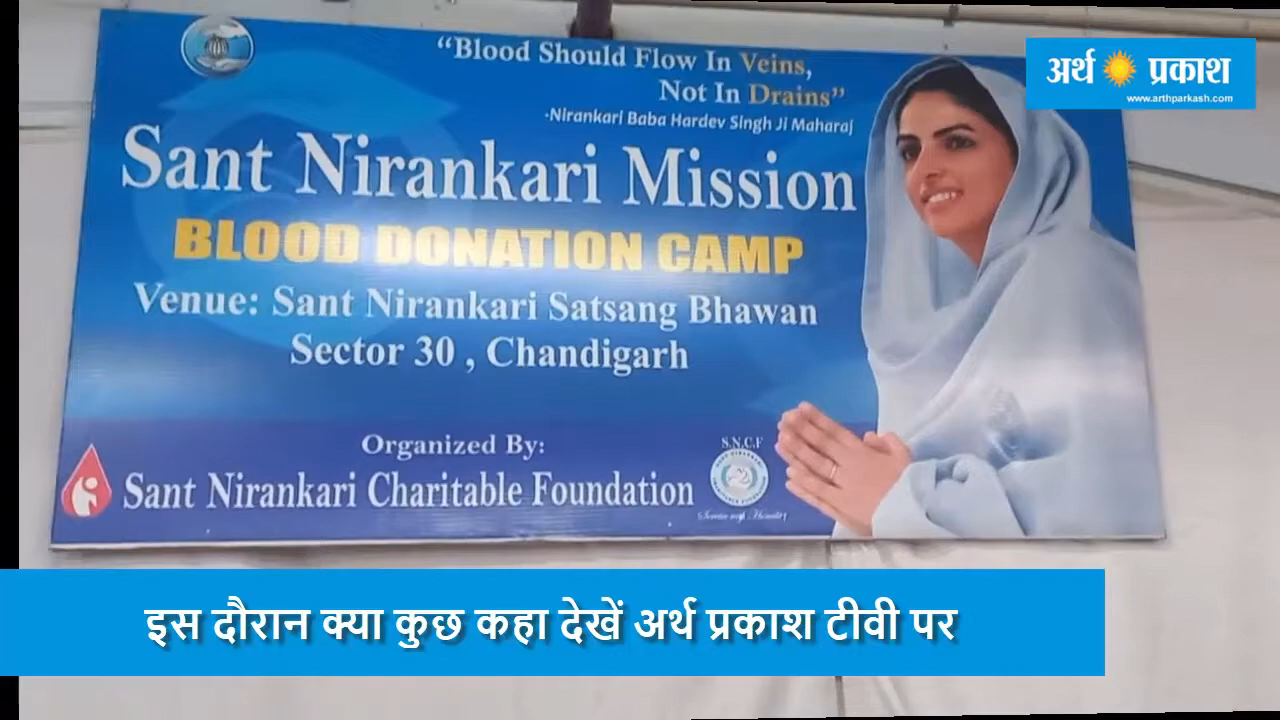 "Blood Should Flow In Veins,
Not In Drains"
-Nirankari Baba Hardev Singh Ji Maharaj
Sant Nirankari Mission
BLOOD DONATION CAMP
Venue: Sant Nirankari Satsang Bhawan
Sector 30 , Chandigarh
Organized By:
Sant Nirankari Charitable Foundation
S.N.C.F
अर्थ प्रकाश
www.arthparkash.com
इस दौरान क्या कुछ कहा देखें अर्थ प्रकाश टीवी पर